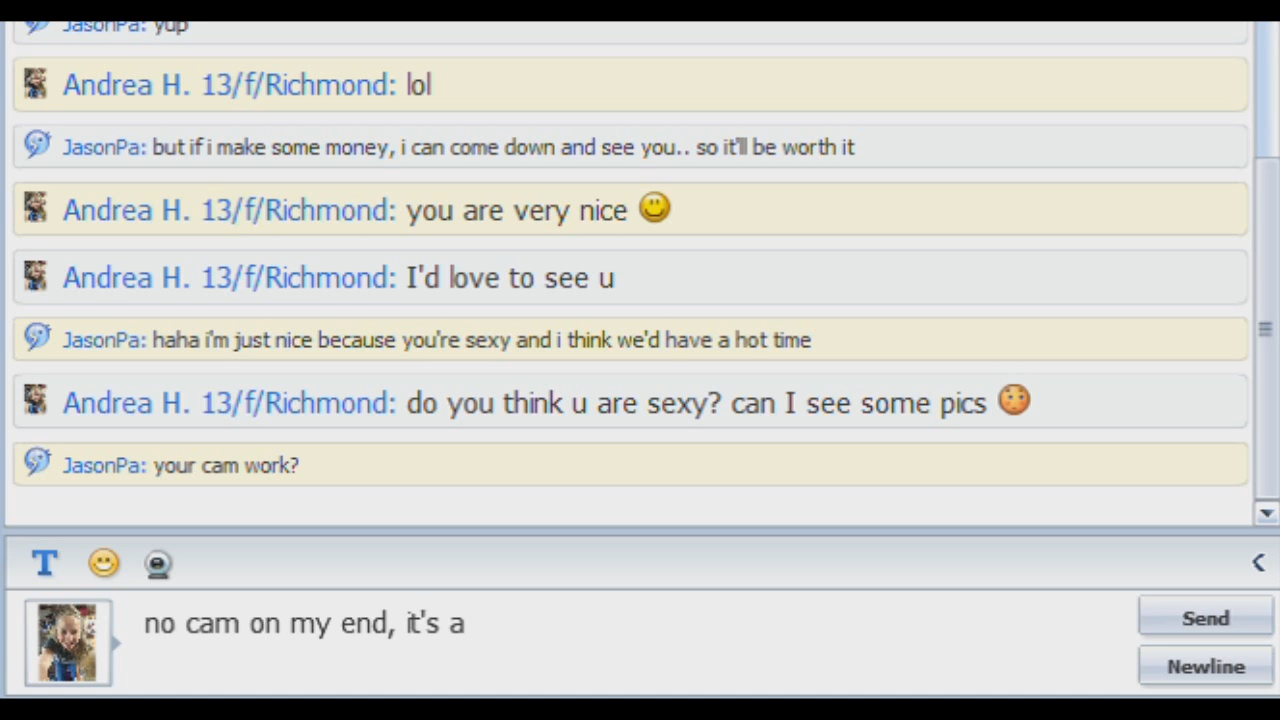 JasonPa: yup
Andrea H. 13/f/Richmond: lol
JasonPa: but if i make some money, i can come down and see you.. so it'll be worth it
Andrea H. 13/f/Richmond: you are very nice
Andrea H. 13/f/Richmond: I'd love to see u
JasonPa: haha i'm just nice because you're sexy and i think we'd have a hot time
Andrea H. 13/f/Richmond: do you think u are sexy? can I see some pics
JasonPa: your cam work?
T
no cam on my end, it's a
Send
Newline